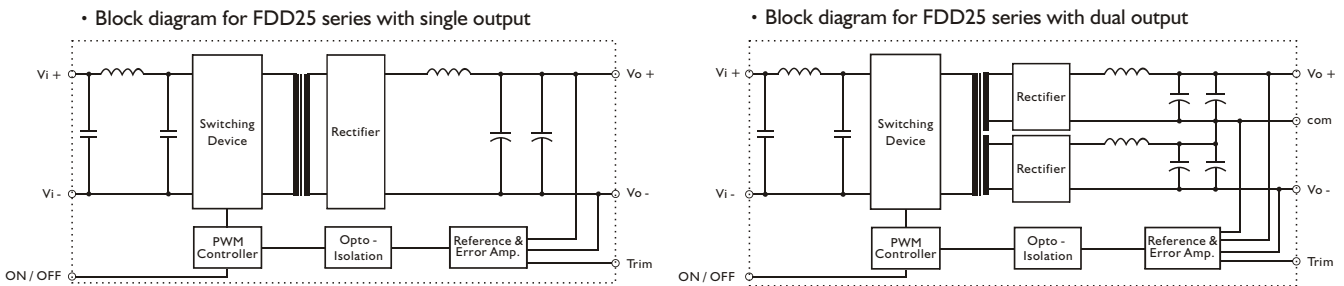 · Block diagram for FDD25 series with single output
Vi +
Vi -
ON / OFF
Switching
Device
Rectifier
PWM
Controller
Opto -
Isolation
Reference &
Error Amp.
Vo +
Vo -
Trim
· Block diagram for FDD25 series with dual output
Vi +
Vi -
ON / OFF
Switching
Device
Rectifier
Rectifier
PWM
Controller
Opto -
Isolation
Reference &
Error Amp.
Vo +
com
Vo -
Trim